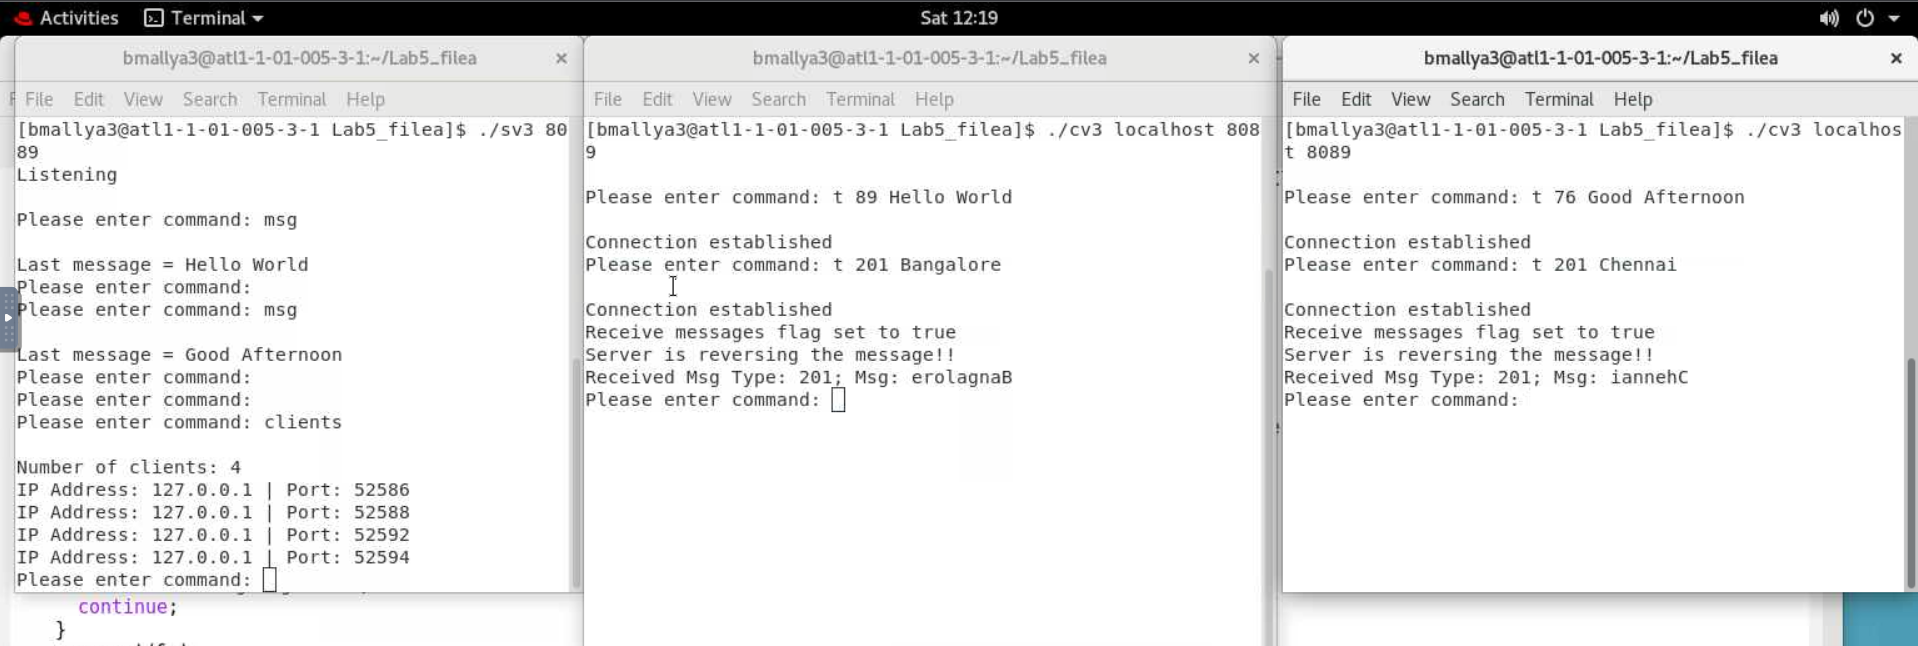 Activities Terminal Sat 12:19
bmallya3@atl1-1-01-005-3-1:~/Lab5_filea
File Edit View Search Terminal Help
[bmallya3@atl1-1-01-005-3-1 Lab5_filea]$ ./sv3 80
89
Listening
Please enter command: msg
Last message = Hello World
Please enter command:
Please enter command: msg
Last message = Good Afternoon
Please enter command:
Please enter command:
Please enter command: clients
Number of clients: 4
IP Address: 127.0.0.1 | Port: 52586
IP Address: 127.0.0.1 | Port: 52588
IP Address: 127.0.0.1 | Port: 52592
IP Address: 127.0.0.1 | Port: 52594
Please enter command:
continue;
}
bmallya3@atl1-1-01-005-3-1:~/Lab5_filea
File Edit View Search Terminal Help
[bmallya3@atl1-1-01-005-3-1 Lab5_filea]$ ./cv3 localhost 808
9
Please enter command: t 89 Hello World
Connection established
Please enter command: t 201 Bangalore
Connection established
Receive messages flag set to true
Server is reversing the message!!
Received Msg Type: 201; Msg: erolagnaB
Please enter command:
bmallya3@atl1-1-01-005-3-1:~/Lab5_filea
File Edit View Search Terminal Help
[bmallya3@atl1-1-01-005-3-1 Lab5_filea]$ ./cv3 localhos
t 8089
Please enter command: t 76 Good Afternoon
Connection established
Please enter command: t 201 Chennai
Connection established
Receive messages flag set to true
Server is reversing the message!!
Received Msg Type: 201; Msg: iannehC
Please enter command: